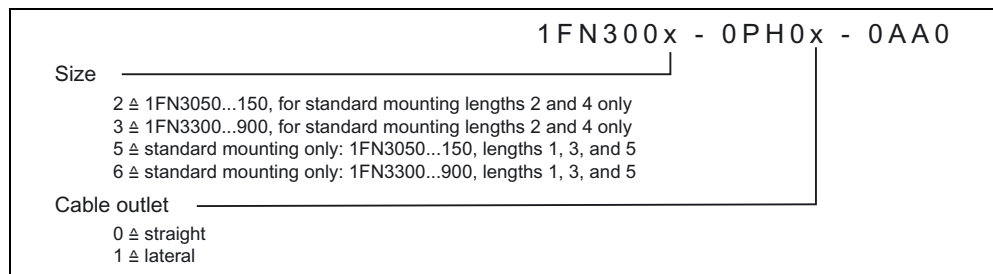 1FN300x - 0PH0x - 0AA0
Size
2 ≙ 1FN3050...150, for standard mounting lengths 2 and 4 only
3 ≙ 1FN3300...900, for standard mounting lengths 2 and 4 only
5 ≙ standard mounting only: 1FN3050...150, lengths 1, 3, and 5
6 ≙ standard mounting only: 1FN3300...900, lengths 1, 3, and 5
Cable outlet
0 ≙ straight
1 ≙ lateral